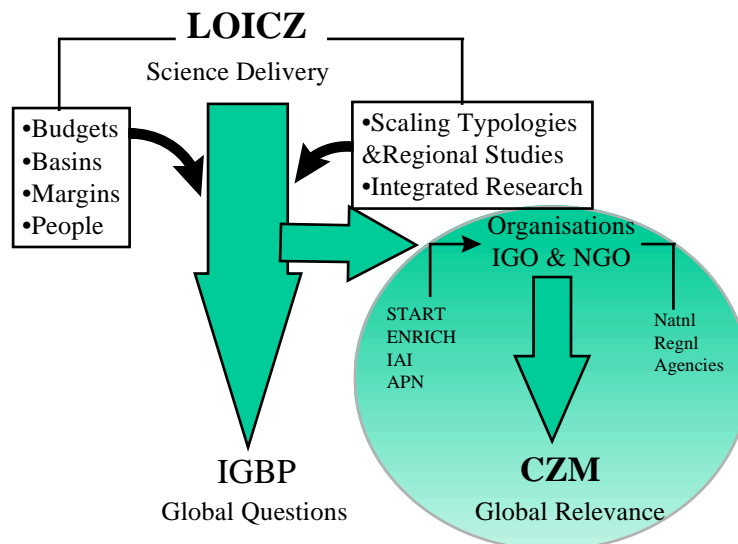 LOICZ
Science Delivery
•Budgets
•Basins
•Margins
•People
•Scaling Typologies
&Regional Studies
•Integrated Research
Organisations
IGO & NGO
START
ENRICH
IAI
APN
Natnl
Regnl
Agencies
IGBP
Global Questions
CZM
Global Relevance